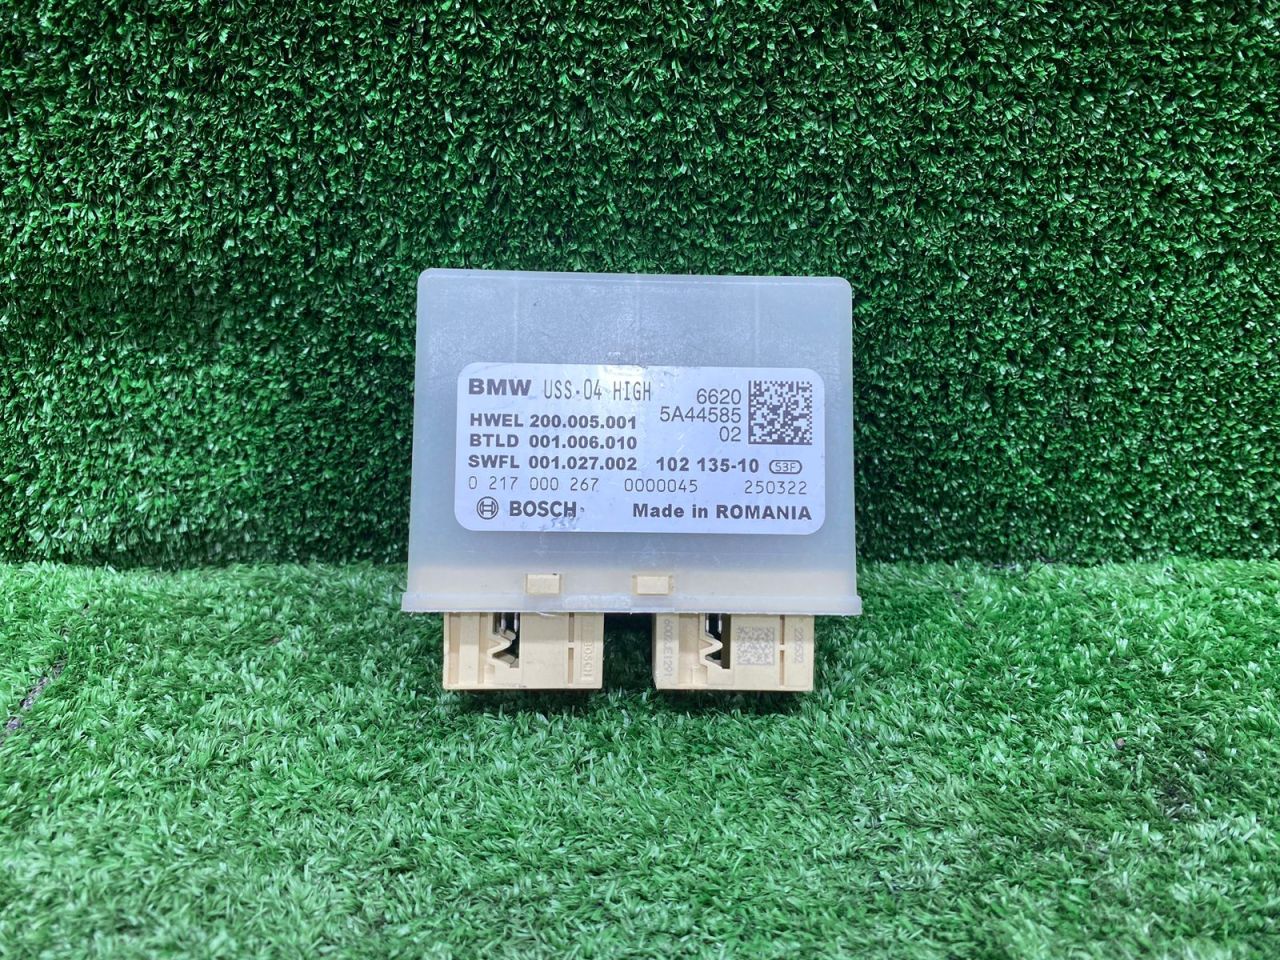 BMW USS-04 HIGH 6620
HWEL 200.005.001 5A44585
BTLD 001.006.010 02
SWFL 001.027.002 102 135-10 53F
0 217 000 267 0000045 250322
BOSCH Made in ROMANIA